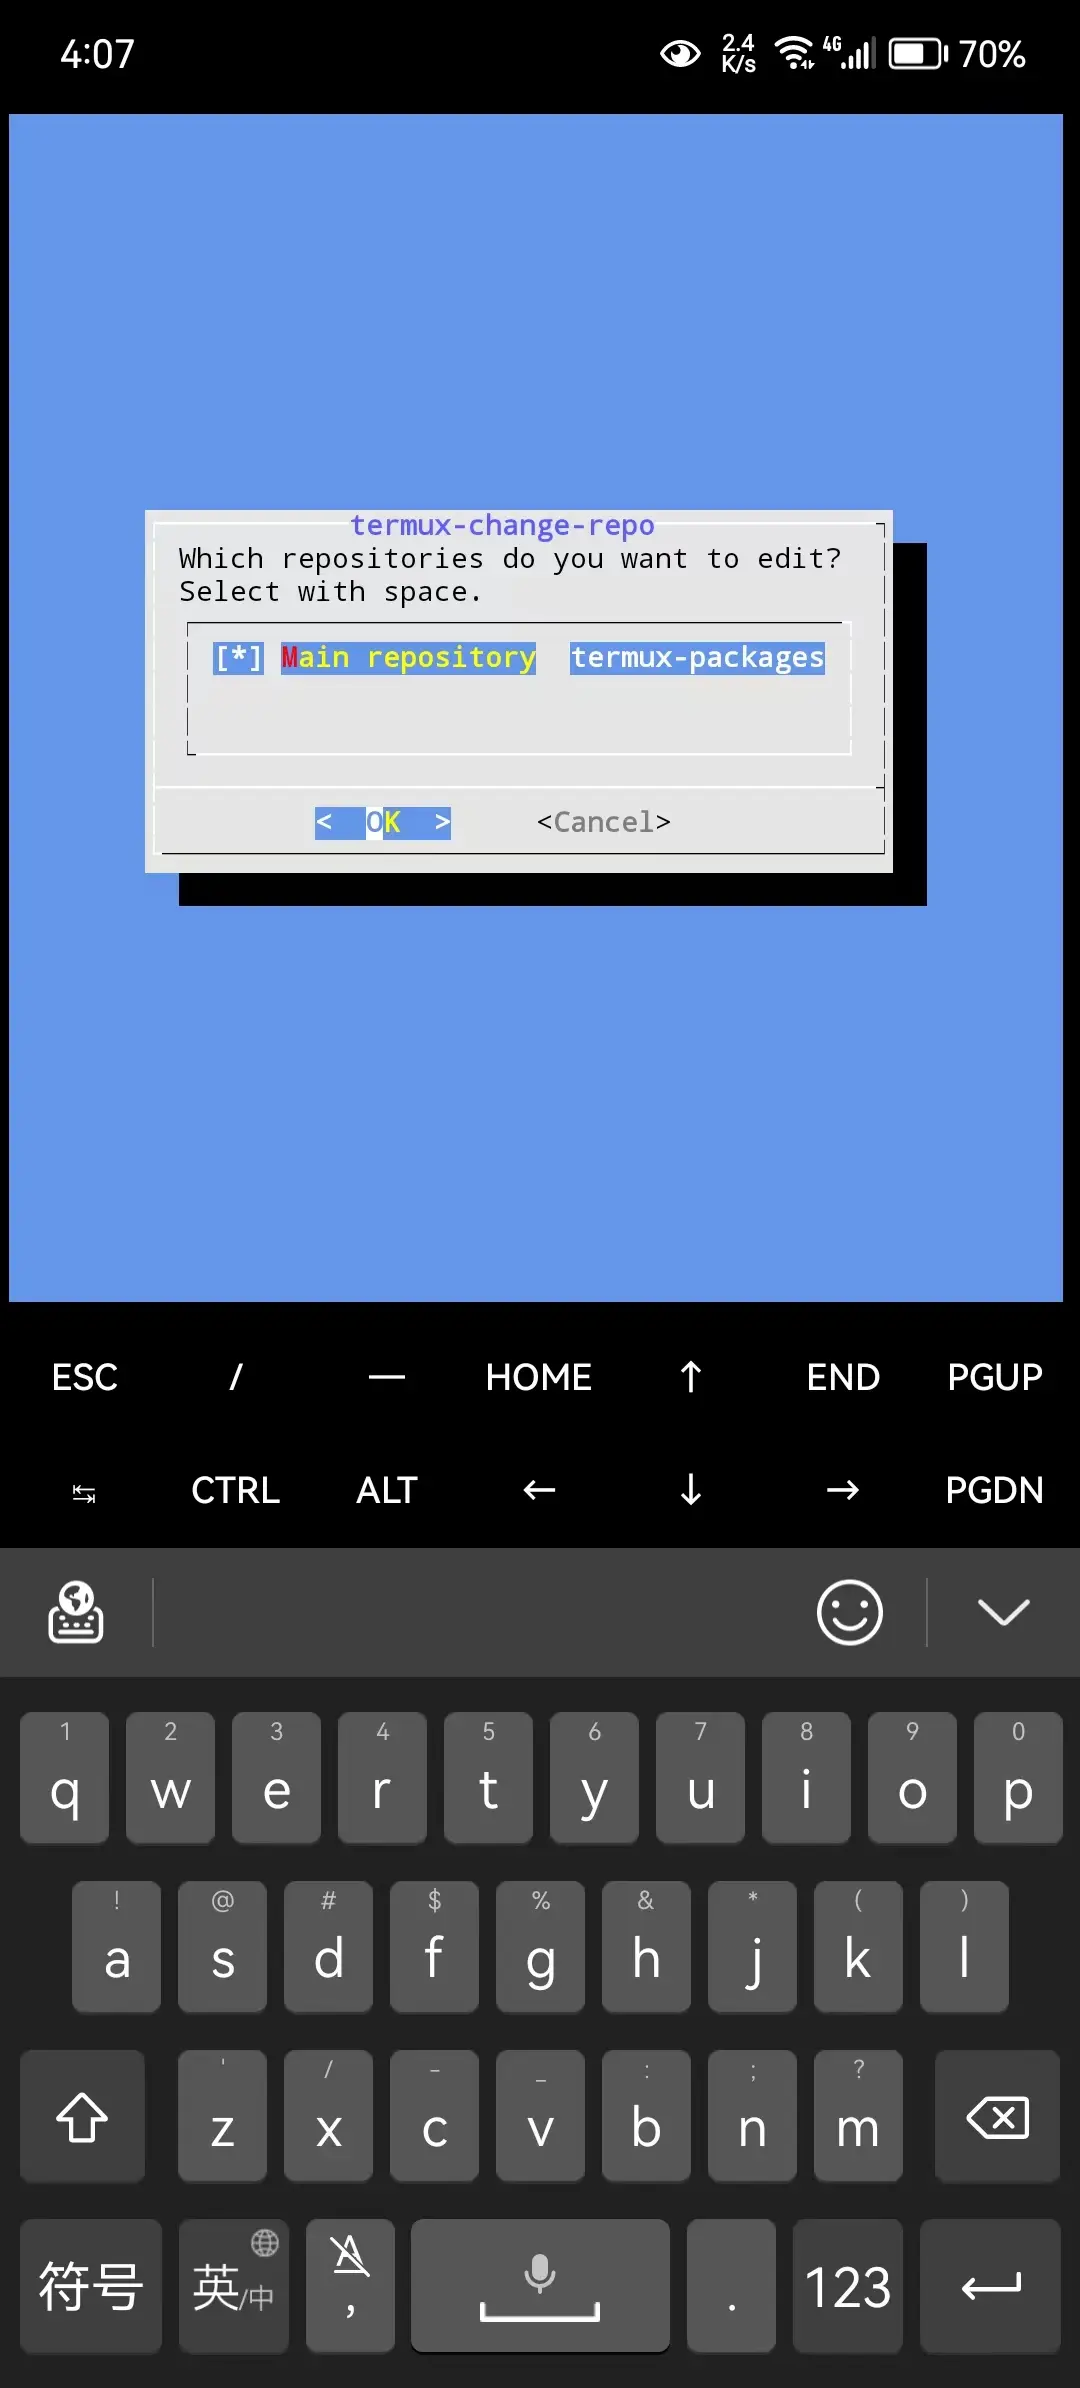 4:07
2.4 K/s 4G 70%
termux-change-repo
Which repositories do you want to edit?
Select with space.
[*] Main repository termux-packages
< OK > <Cancel>
ESC / — HOME ↑ END PGUP
↹ CTRL ALT ← ↓ → PGDN
1 2 3 4 5 6 7 8 9 0
q w e r t y u i o p
! @ # $ % & * ( )
a s d f g h j k l
' / - _ : ; ?
z x c v b n m
符号 英/中 A , . 123